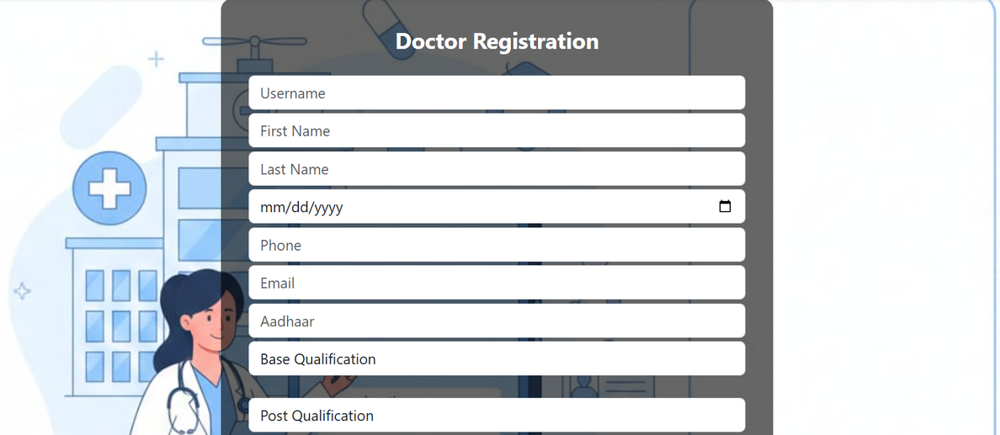 Doctor Registration
Username
First Name
Last Name
mm/dd/yyyy
Phone
Email
Aadhaar
Base Qualification
Post Qualification